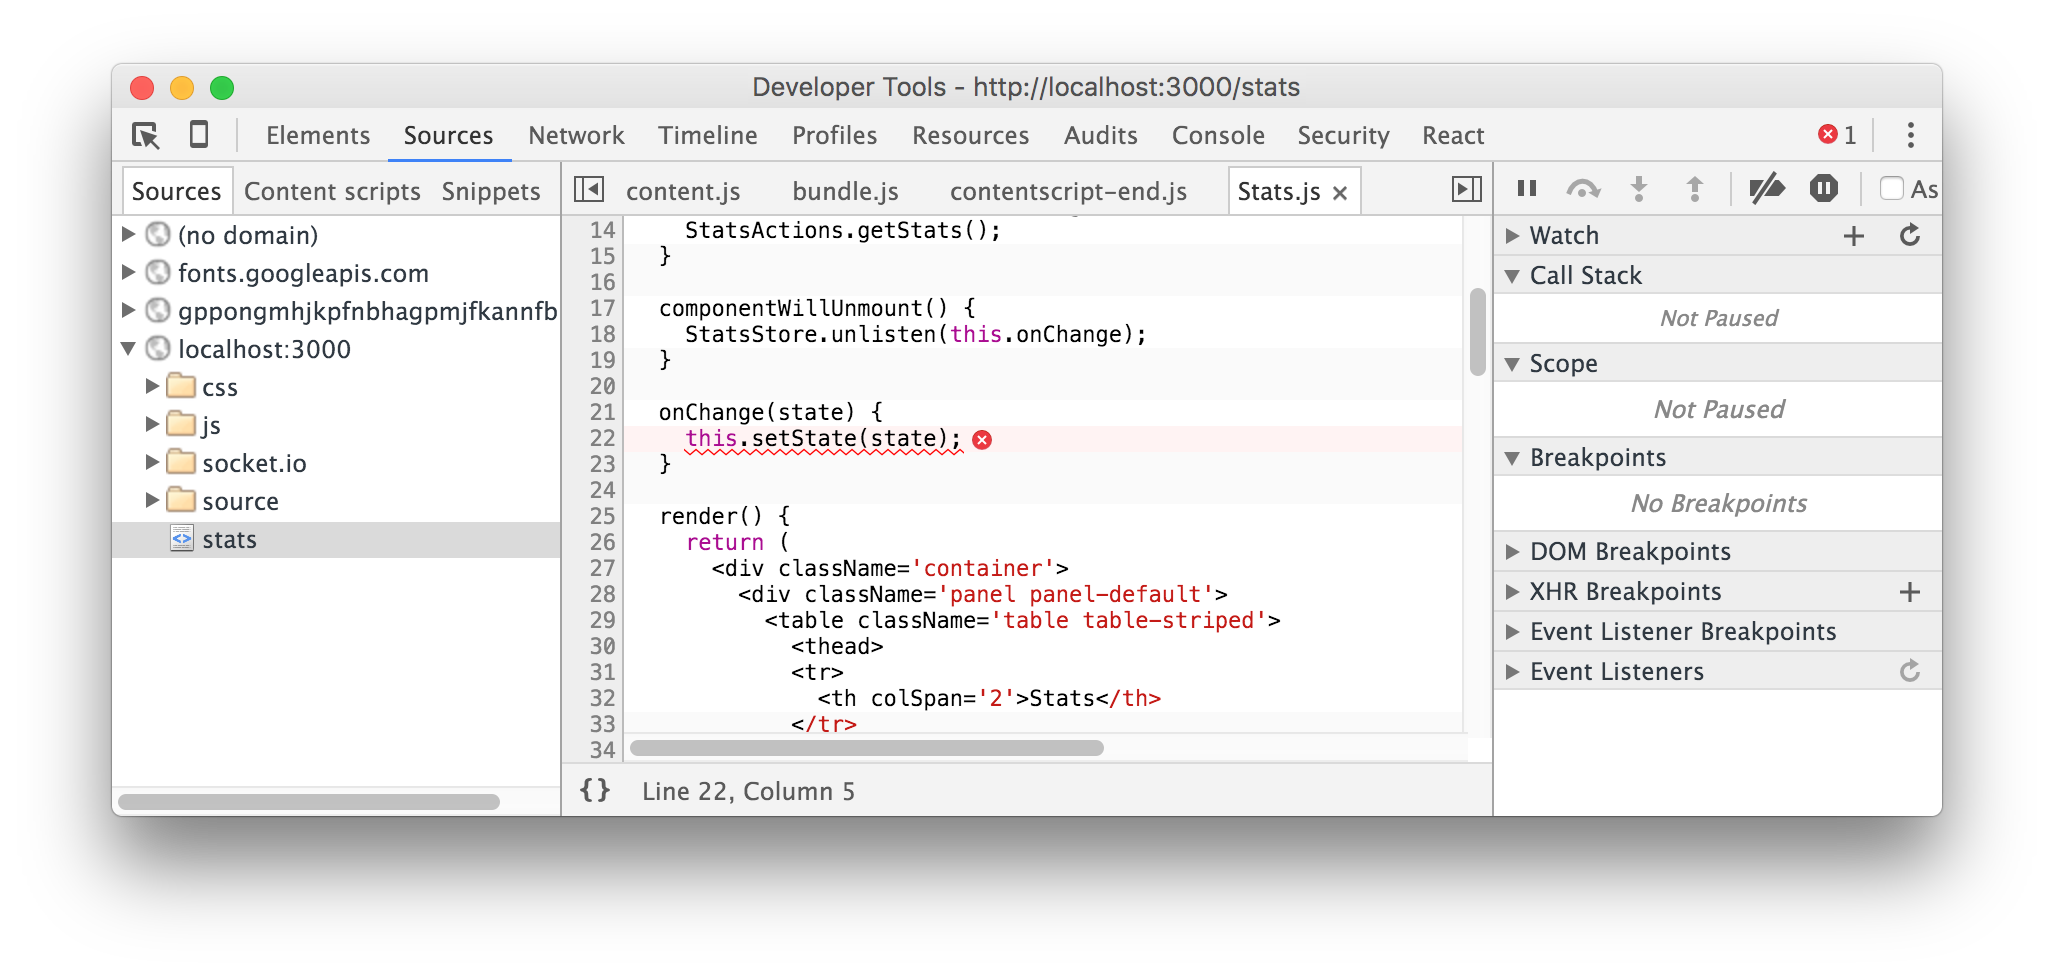 Developer Tools - http://localhost:3000/stats
Elements Sources Network Timeline Profiles Resources Audits Console Security React 1
Sources Content scripts Snippets
(no domain)
fonts.googleapis.com
gppongmhjkpfnbhagpmjfkannfb
localhost:3000
css
js
socket.io
source
stats
content.js bundle.js contentscript-end.js Stats.js ×
14 StatsActions.getStats();
15 }
16
17 componentWillUnmount() {
18 StatsStore.unlisten(this.onChange);
19 }
20
21 onChange(state) {
22 this.setState(state);
23 }
24
25 render() {
26 return (
27 <div className='container'>
28 <div className='panel panel-default'>
29 <table className='table table-striped'>
30 <thead>
31 <tr>
32 <th colSpan='2'>Stats</th>
33 </tr>
34
{} Line 22, Column 5
As
Watch
Call Stack
Not Paused
Scope
Not Paused
Breakpoints
No Breakpoints
DOM Breakpoints
XHR Breakpoints
Event Listener Breakpoints
Event Listeners